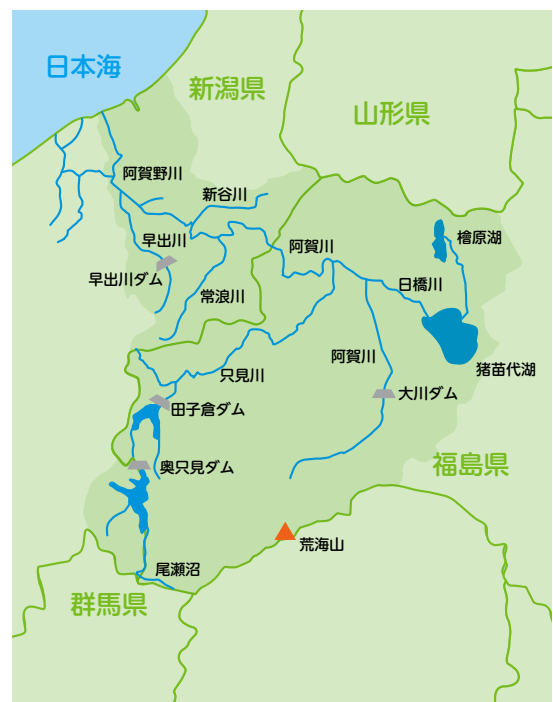 日本海
新潟県
山形県
阿賀野川
新谷川
早出川
阿賀川
檜原湖
早出川ダム
日橋川
常浪川
只見川
阿賀川
猪苗代湖
大川ダム
田子倉ダム
奥只見ダム
福島県
荒海山
尾瀬沼
群馬県